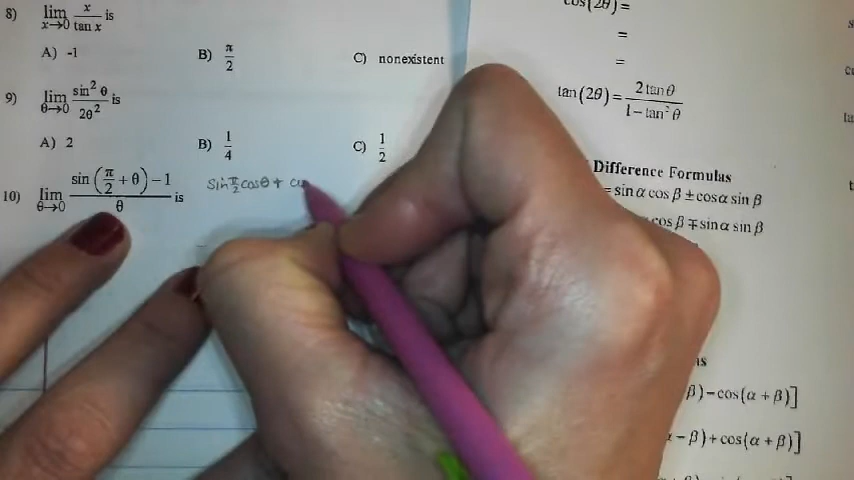 8) lim x→0 x/tan x is
A) -1 B) π/2 C) nonexistent
9) lim θ→0 sin² θ/2θ² is
A) 2 B) 1/4 C) 1/2
10) lim θ→0 (sin (π/2 + θ) − 1)/θ is sin π/2 cosθ + co
cos(2θ) =
=
=
tan(2θ) = 2 tan θ/(1 − tan² θ)
Difference Formulas
= sin α cos β ± cos α sin β
cos β ∓ sin α sin β
β) − cos(α + β)]
− β) + cos(α + β)]